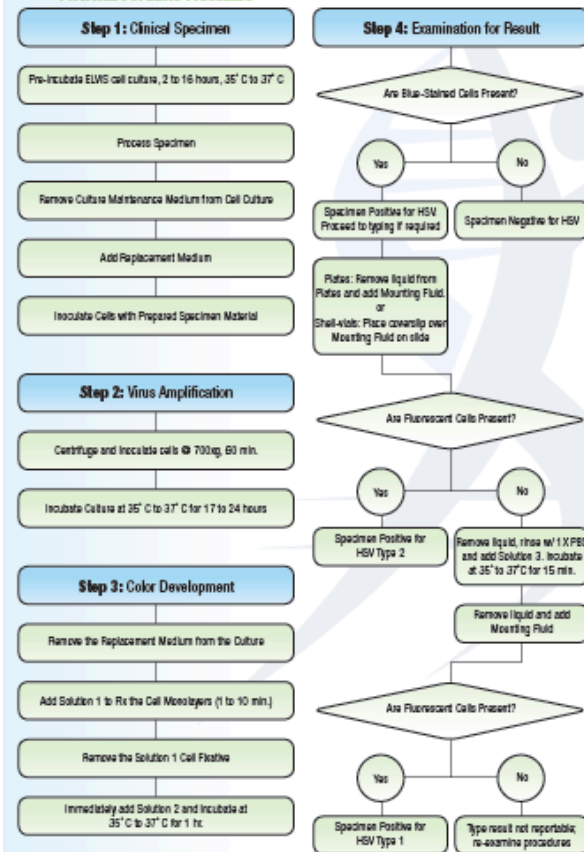 Step 1: Clinical Specimen
Pre-Incubate ELVIS cell culture, 2 to 16 hours, 35˚ C to 37˚ C
Process Specimen
Remove Culture Maintenance Medium from Cell Culture
Add Replacement Medium
Inoculate Cells with Prepared Specimen Material
Step 2: Virus Amplification
Centrifuge and Inoculate cells @ 700xg, 60 min.
Incubate Culture at 35˚ C to 37˚ C for 17 to 24 hours
Step 3: Color Development
Remove the Replacement Medium from the Culture
Add Solution 1 to Fix the Cell Monolayers (1 to 10 min.)
Remove the Solution 1 Cell Fixative
Immediately add Solution 2 and Incubate at
35˚ C to 37˚ C for 1 hr.
Step 4: Examination for Result
Are Blue-Stained Cells Present?
Yes
No
Specimen Positive for HSV
Proceed to typing if required
Specimen Negative for HSV
Plates: Remove liquid from
Plates and add Mounting Fluid.
or
Shell-vials: Place coverslip over
Mounting Fluid on slide
Are Fluorescent Cells Present?
Yes
No
Specimen Positive for
HSV Type 2
Remove liquid, rinse w/ 1 X PBS
and add Solution 3. Incubate
at 35˚ to 37˚C for 15 min.
Remove liquid and add
Mounting Fluid
Are Fluorescent Cells Present?
Yes
No
Specimen Positive for
HSV Type 1
Type result not reportable;
re-examine procedures